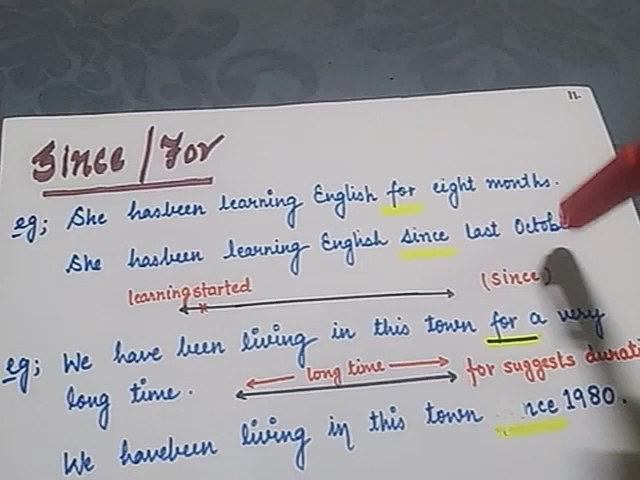 11.
Since / For
eg; She hasbeen learning English for eight months.
She hasbeen learning English since last Octob
learning started (since)
eg; We have been living in this town for a very
long time. long time for suggests durati
We havebeen living in this town nce 1980.